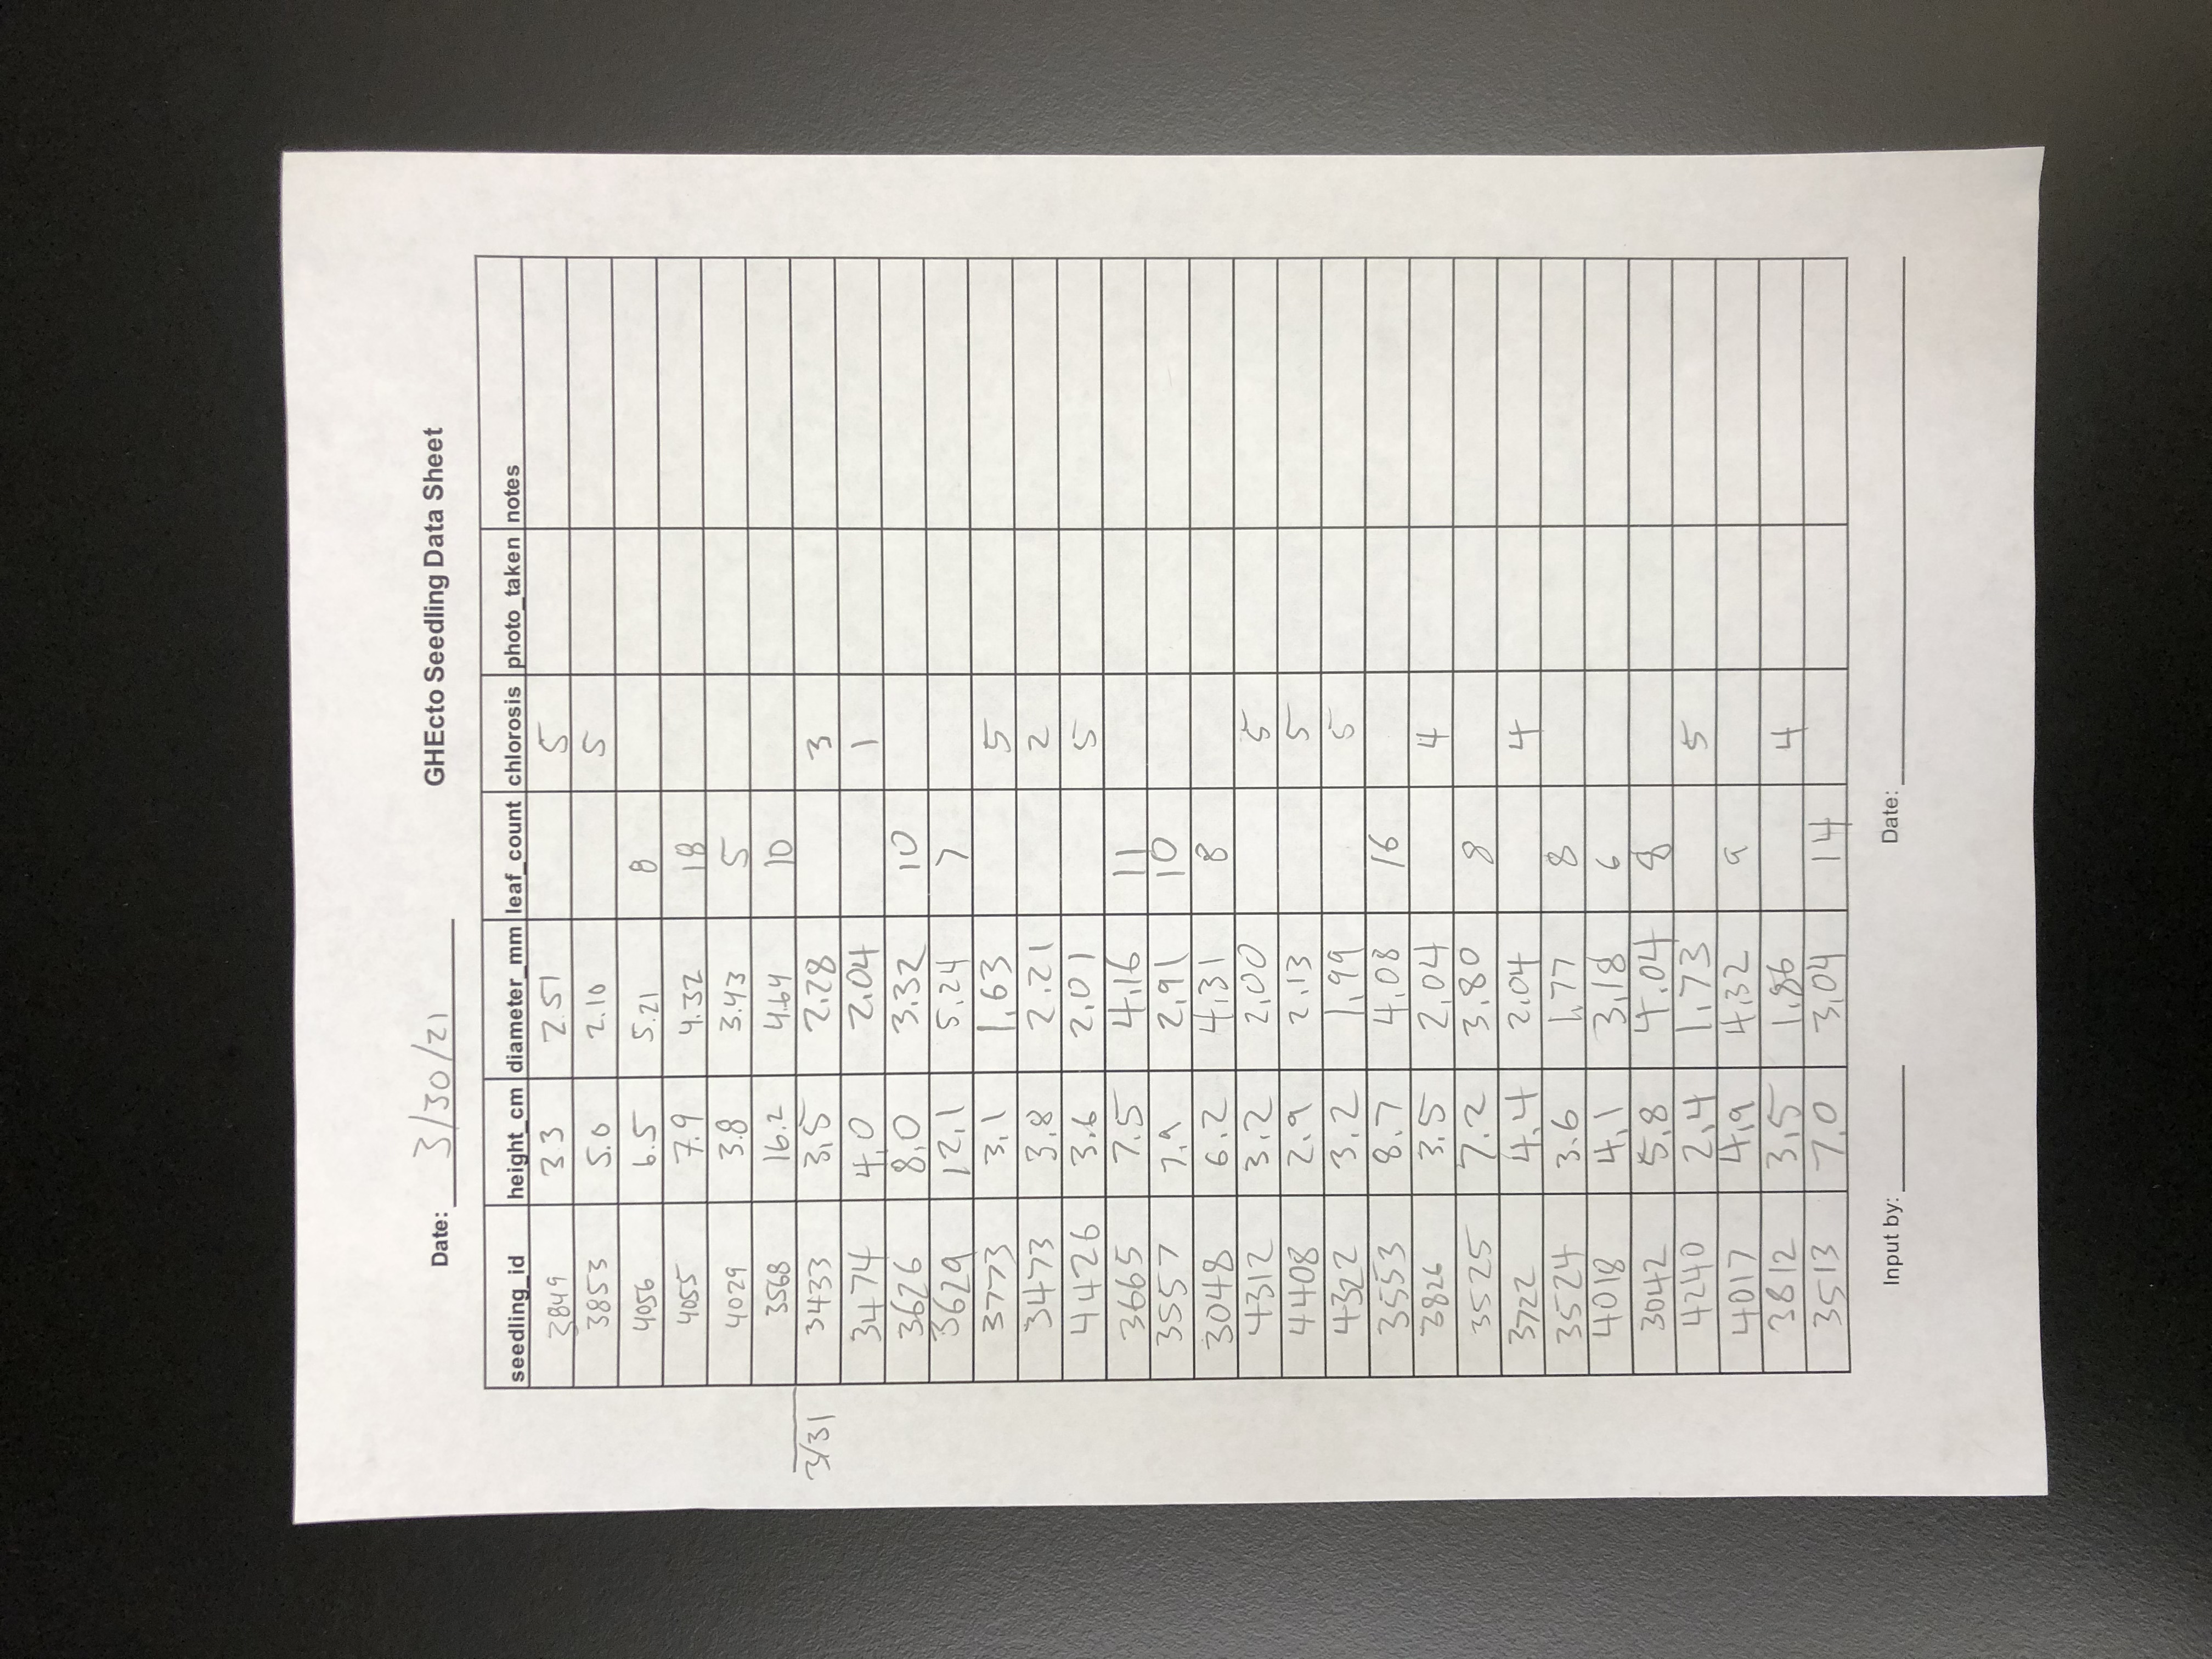 Date: 3/30/21 GHEcto Seedling Data Sheet
seedling_id height_cm diameter_mm leaf_count chlorosis photo_taken notes
3849 3.3 2.51 5
3853 5.0 2.10 5
4056 6.5 5.21 8
4055 7.9 4.32 18
4029 3.8 3.43 5
3568 16.2 4.64 10
3/31 3433 3.5 2.28 3
3474 4.0 2.04 1
3626 8.0 3.32 10
3629 12.1 5.24 7
3773 3.1 1.63 5
3473 3.8 2.21 2
4426 3.6 2.01 5
3665 7.5 4.16 11
3557 7.9 2.91 10
3048 6.2 4.31 8
4312 3.2 2.00 5
4408 2.9 2.13 5
4322 3.2 1.99 5
3553 8.7 4.08 16
3826 3.5 2.04 4
3525 7.2 3.80 8
3722 4.4 2.04 4
3524 3.6 1.77 8
4018 4.1 3.18 6
3042 5.8 4.04 8
4240 2.4 1.73 5
4017 4.9 4.32 9
3812 3.5 1.86 4
3513 7.0 3.04 14
Input by: Date: